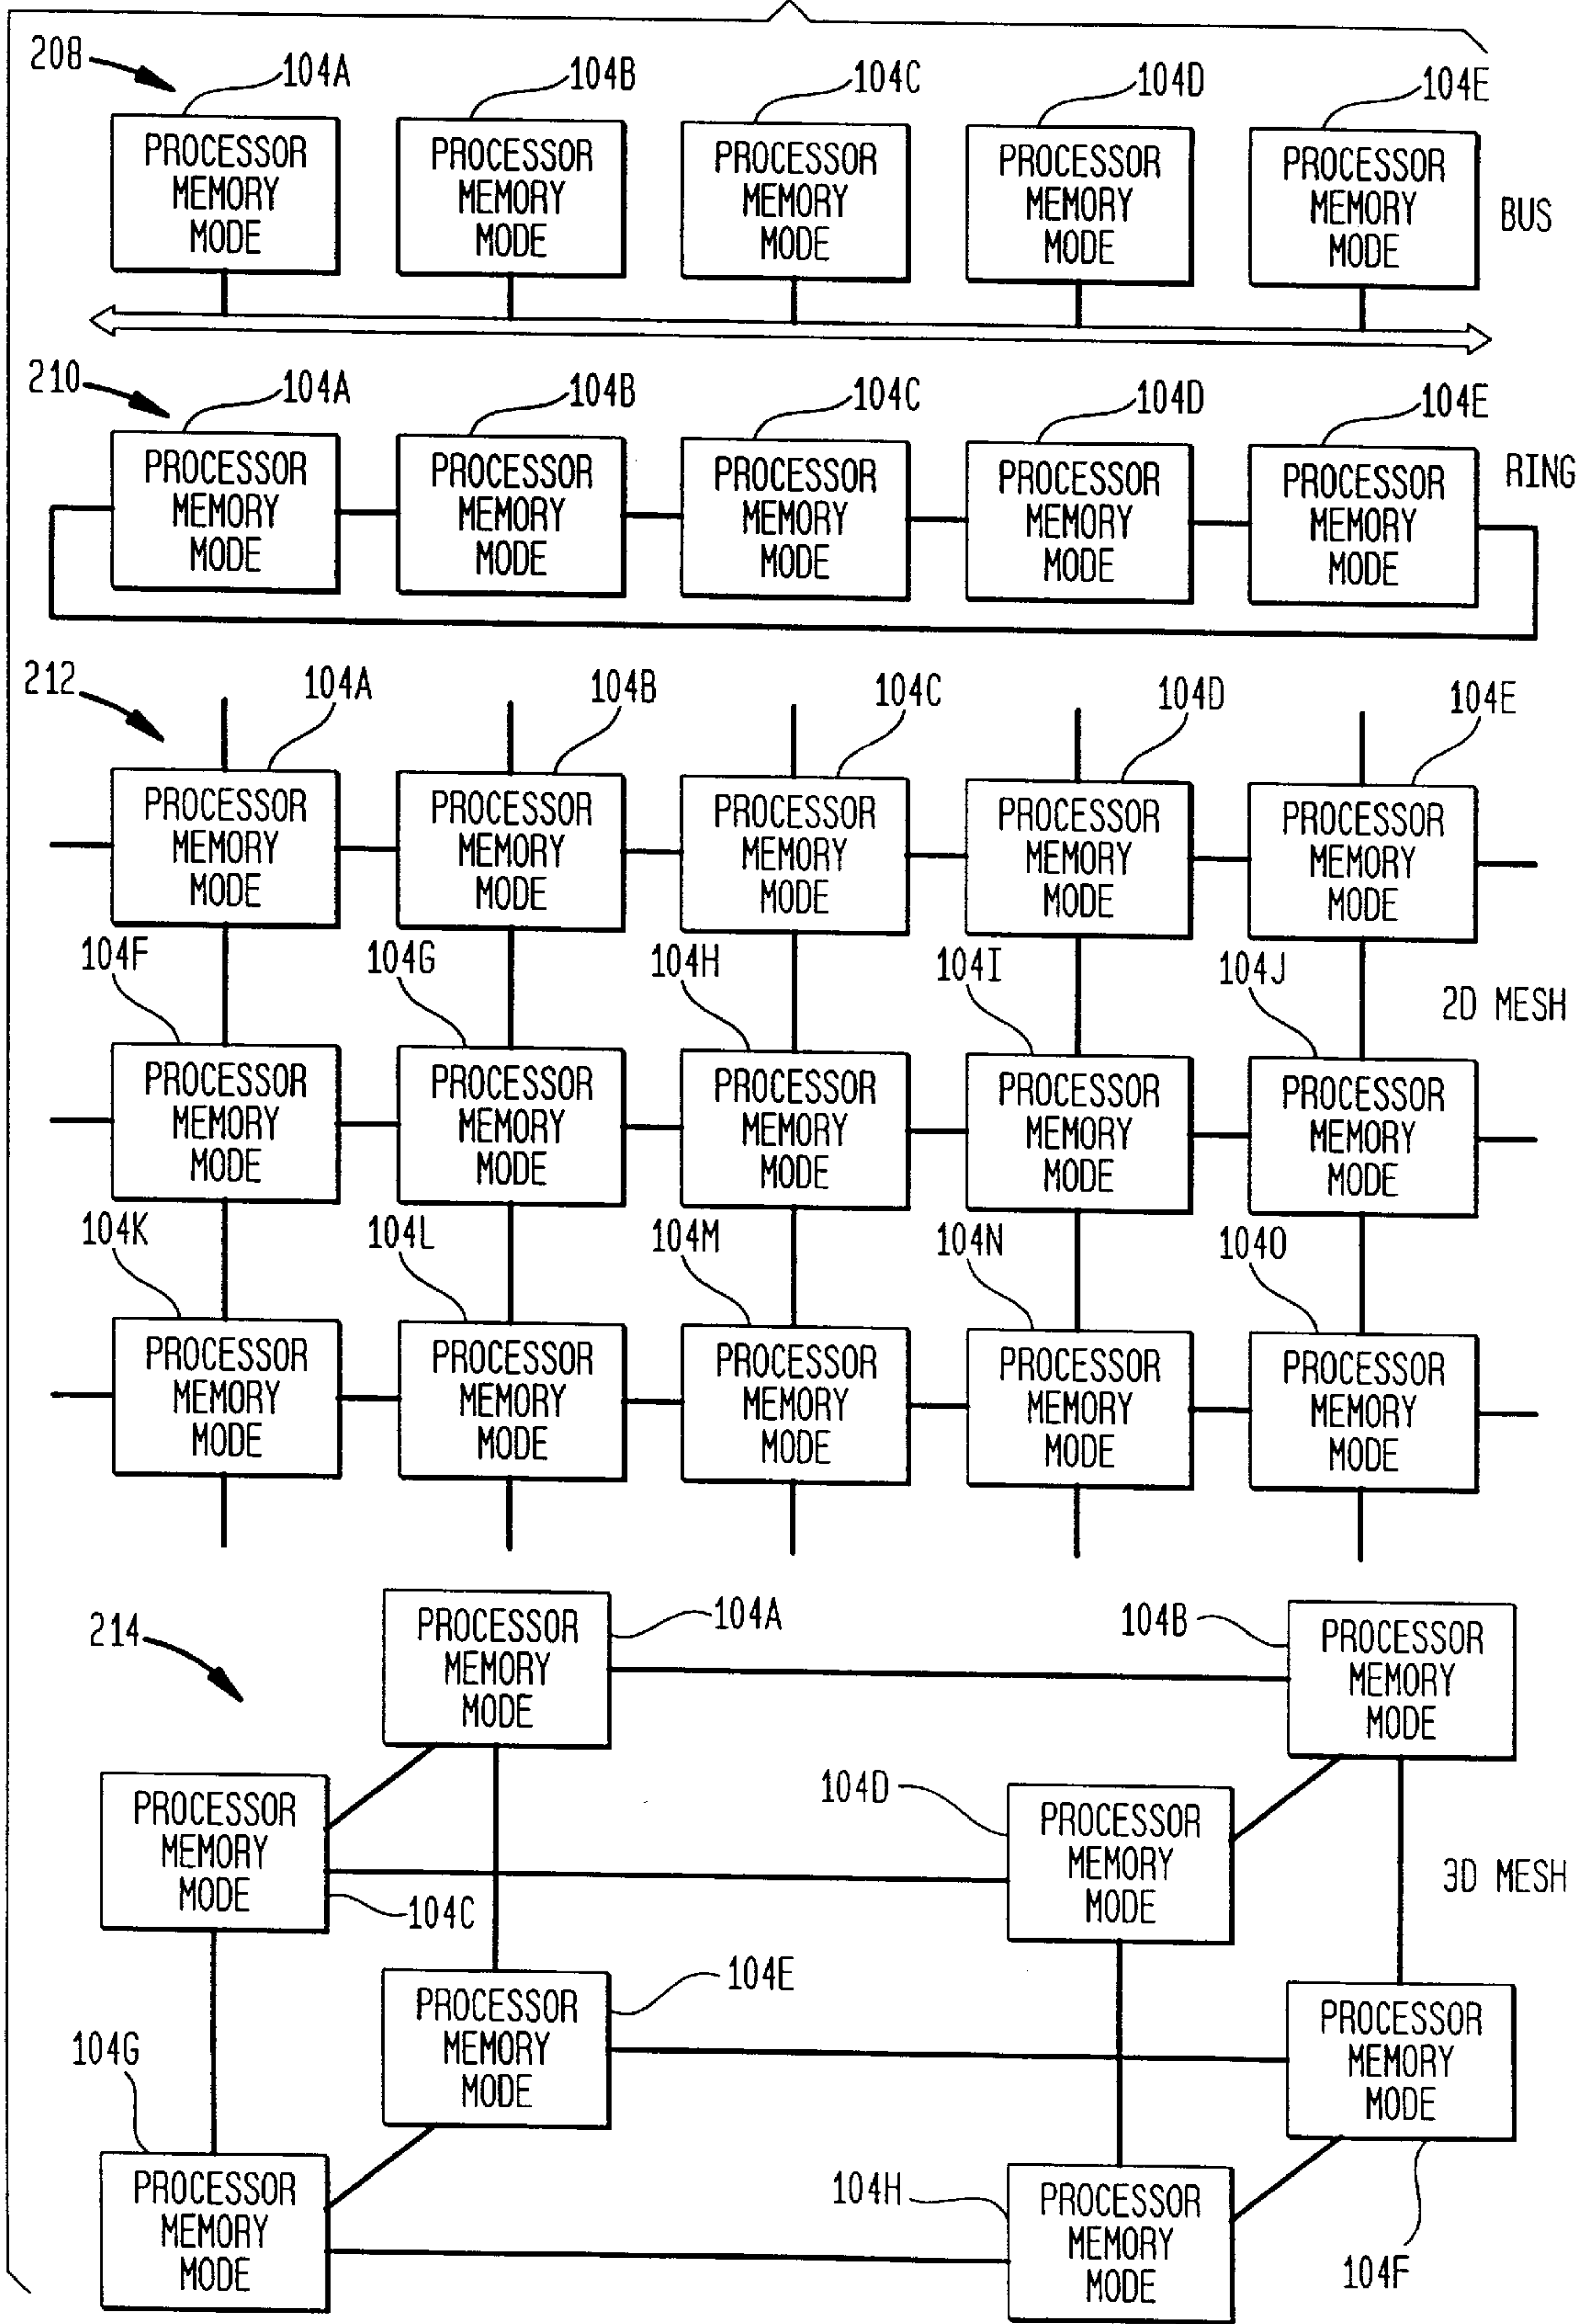 208
104A
104B
104C
104D
104E
PROCESSOR
MEMORY
MODE
PROCESSOR
MEMORY
MODE
PROCESSOR
MEMORY
MODE
PROCESSOR
MEMORY
MODE
PROCESSOR
MEMORY
MODE
BUS
210
104A
104B
104C
104D
104E
PROCESSOR
MEMORY
MODE
PROCESSOR
MEMORY
MODE
PROCESSOR
MEMORY
MODE
PROCESSOR
MEMORY
MODE
PROCESSOR
MEMORY
MODE
RING
212
104A
104B
104C
104D
104E
PROCESSOR
MEMORY
MODE
PROCESSOR
MEMORY
MODE
PROCESSOR
MEMORY
MODE
PROCESSOR
MEMORY
MODE
PROCESSOR
MEMORY
MODE
104F
104G
104H
104I
104J
2D MESH
PROCESSOR
MEMORY
MODE
PROCESSOR
MEMORY
MODE
PROCESSOR
MEMORY
MODE
PROCESSOR
MEMORY
MODE
PROCESSOR
MEMORY
MODE
104K
104L
104M
104N
104O
PROCESSOR
MEMORY
MODE
PROCESSOR
MEMORY
MODE
PROCESSOR
MEMORY
MODE
PROCESSOR
MEMORY
MODE
PROCESSOR
MEMORY
MODE
214
PROCESSOR
MEMORY
MODE
104A
104B
PROCESSOR
MEMORY
MODE
PROCESSOR
MEMORY
MODE
104C
104D
PROCESSOR
MEMORY
MODE
3D MESH
PROCESSOR
MEMORY
MODE
104E
PROCESSOR
MEMORY
MODE
104F
104G
PROCESSOR
MEMORY
MODE
104H
PROCESSOR
MEMORY
MODE